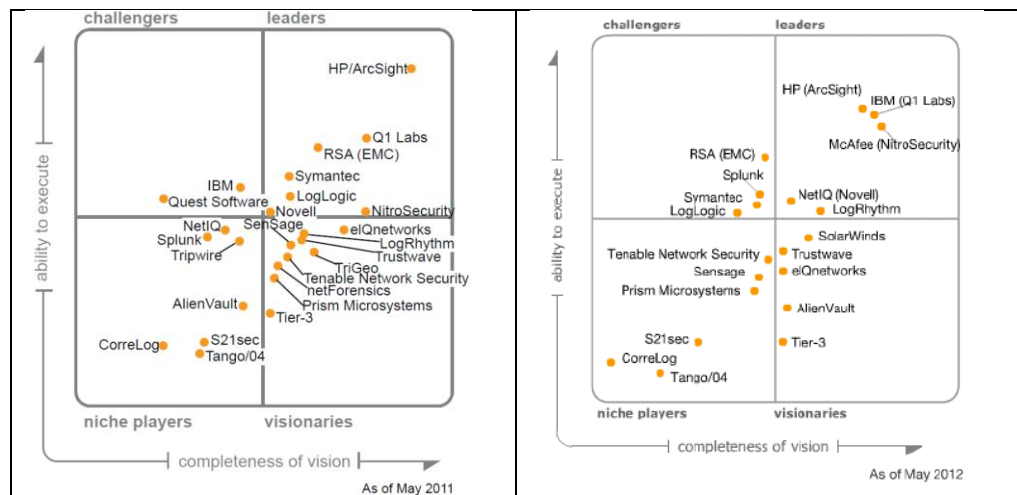 challengers
leaders
HP/ArcSight
Q1 Labs
RSA (EMC)
Symantec
IBM
Quest Software
LogLogic
Novell
NitroSecurity
SenSage
NetIQ
eIQnetworks
Splunk
LogRhythm
Tripwire
Trustwave
TriGeo
Tenable Network Security
netForensics
Prism Microsystems
AlienVault
Tier-3
S21sec
CorreLog
Tango/04
niche players
visionaries
ability to execute
completeness of vision
As of May 2011
challengers
leaders
HP (ArcSight)
IBM (Q1 Labs)
McAfee (NitroSecurity)
RSA (EMC)
Splunk
Symantec
NetIQ (Novell)
LogLogic
LogRhythm
SolarWinds
Tenable Network Security
Trustwave
Sensage
eIQnetworks
Prism Microsystems
AlienVault
S21sec
Tier-3
CorreLog
Tango/04
niche players
visionaries
ability to execute
completeness of vision
As of May 2012